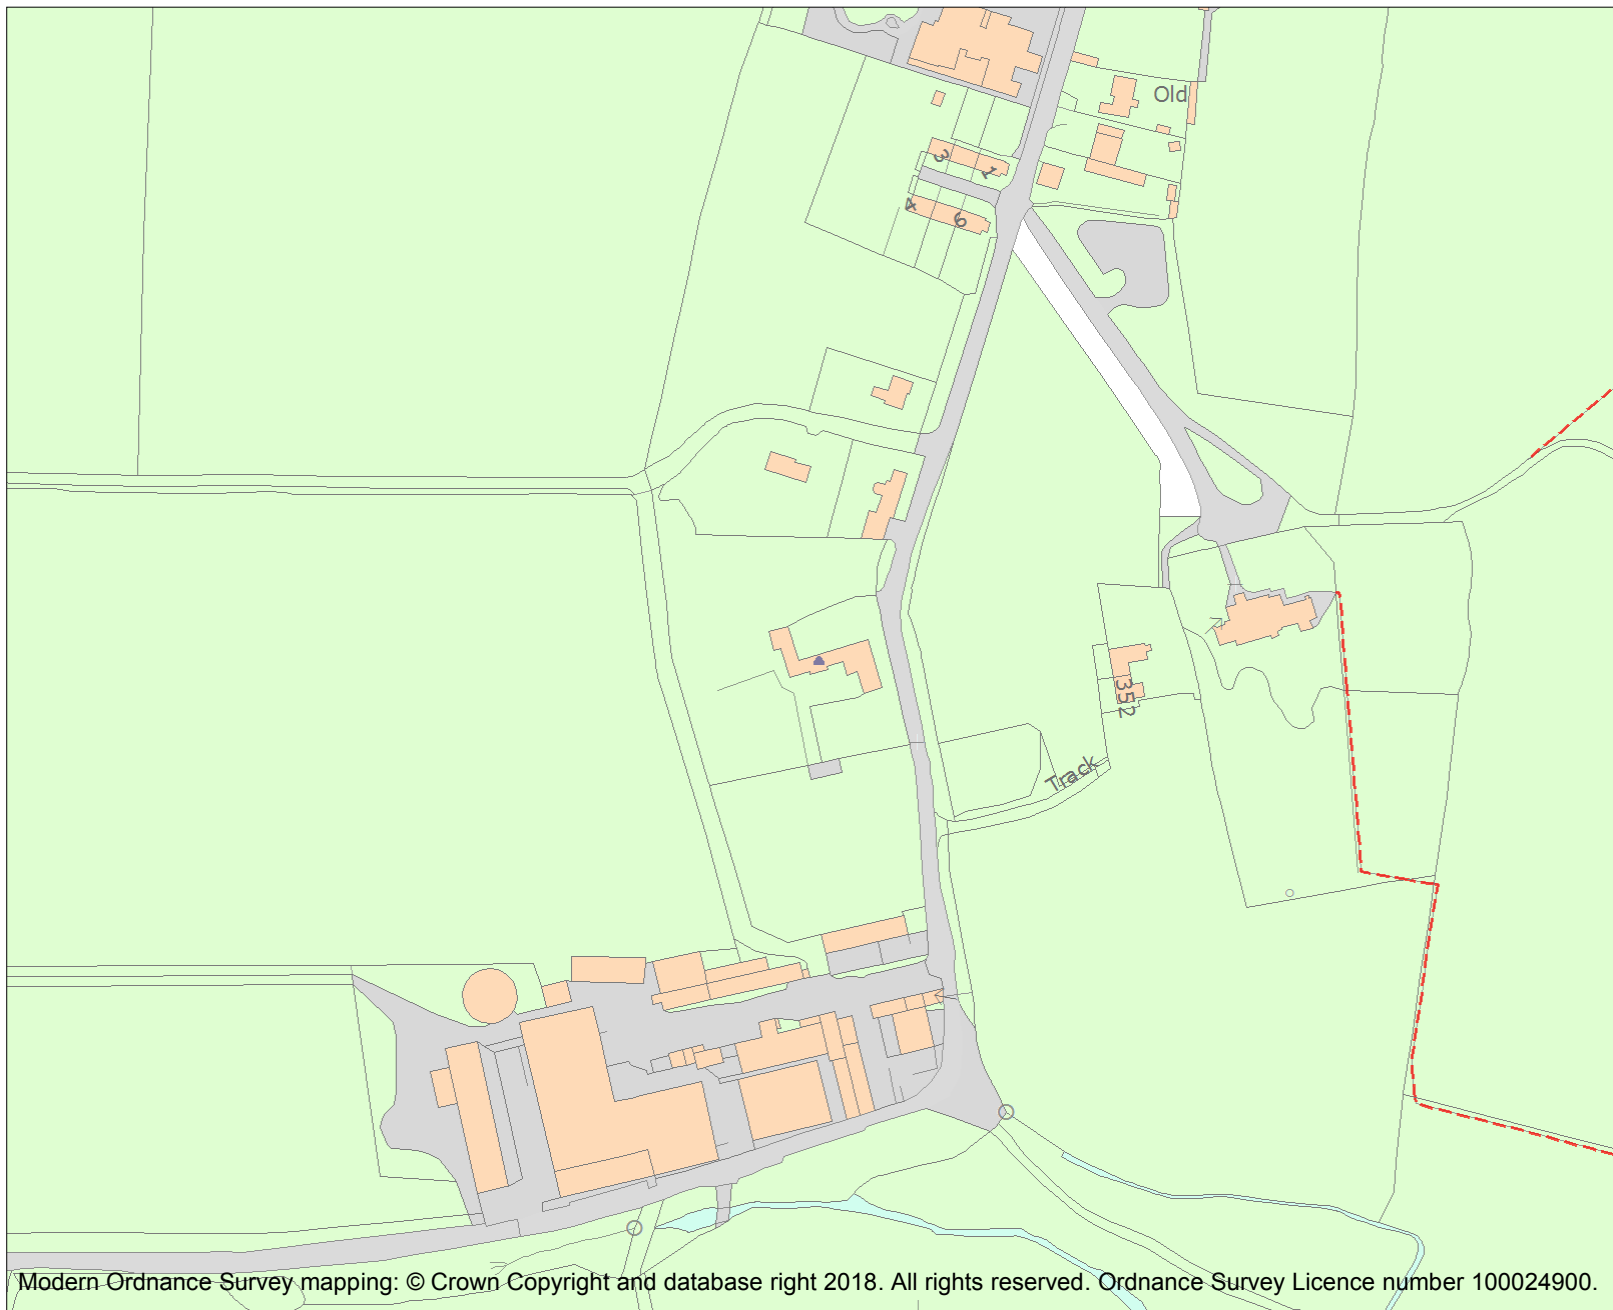 Old
3
1
4
6
352
Track
Modern Ordnance Survey mapping: © Crown Copyright and database right 2018. All rights reserved. Ordnance Survey Licence number 100024900.